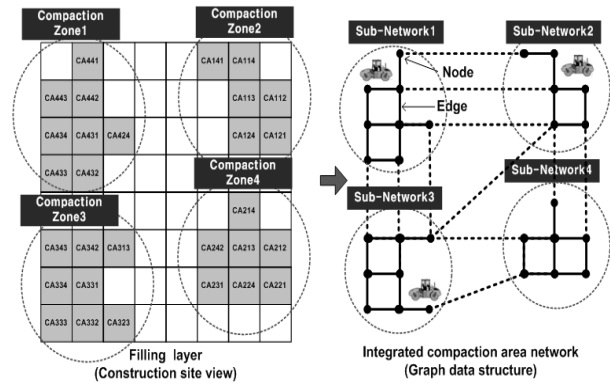 Compaction
Zone1
Compaction
Zone2
CA441
CA141 CA114
CA443 CA442
CA113 CA112
CA434 CA431 CA424
CA124 CA121
CA433 CA432
Compaction
Zone3
Compaction
Zone4
CA214
CA343 CA342 CA313
CA242 CA213 CA212
CA334 CA331
CA231 CA224 CA221
CA333 CA332 CA323
Filling layer
(Construction site view)
Sub-Network1
Sub-Network2
Node
Edge
Sub-Network3
Sub-Network4
Integrated compaction area network
(Graph data structure)